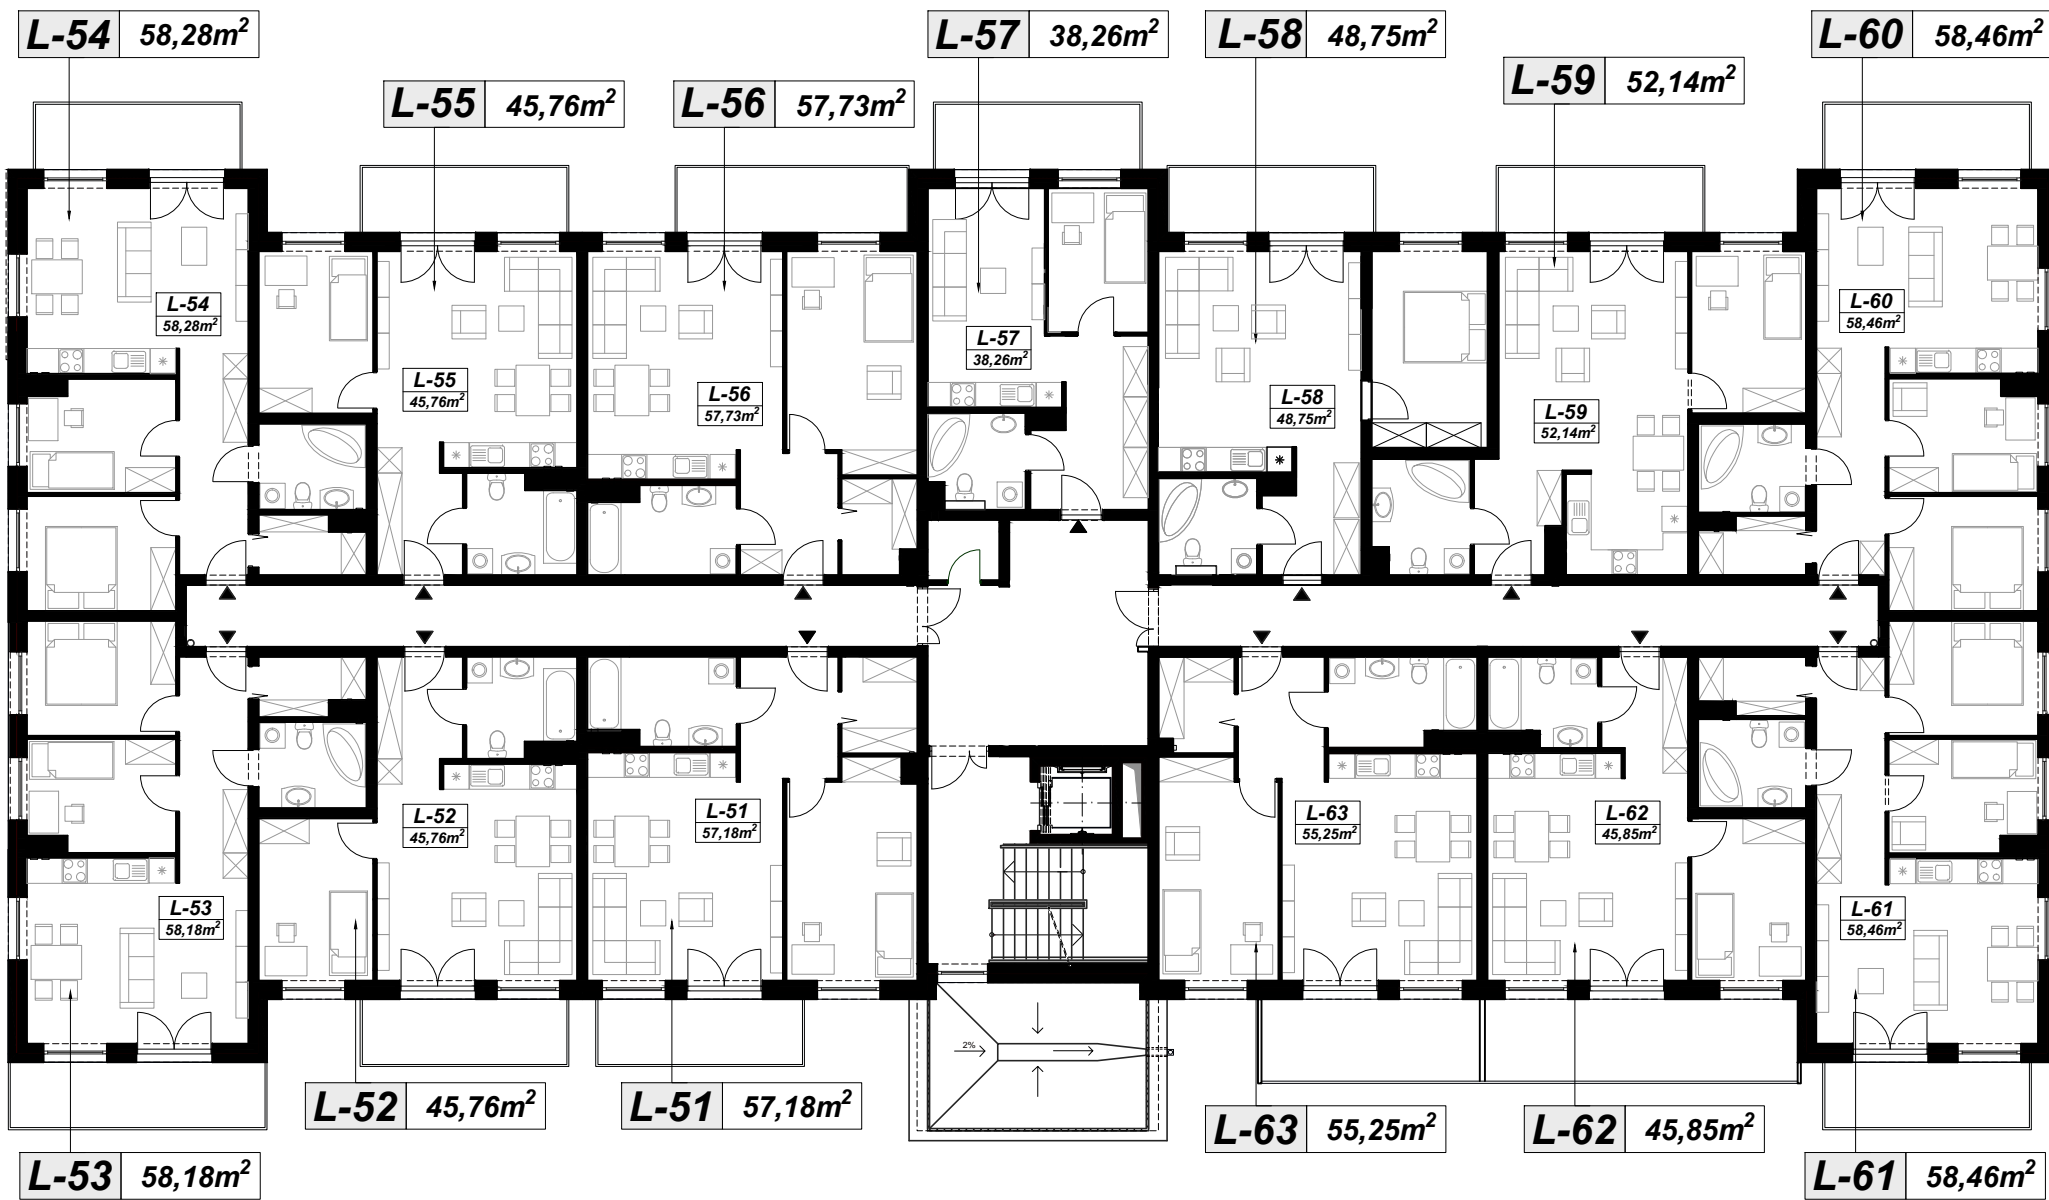 L-54 58,28m²
L-57 38,26m²
L-58 48,75m²
L-60 58,46m²
L-55 45,76m²
L-56 57,73m²
L-59 52,14m²
L-54
58,28m²
L-55
45,76m²
L-56
57,73m²
L-57
38,26m²
L-58
48,75m²
L-59
52,14m²
L-60
58,46m²
L-53
58,18m²
L-52
45,76m²
L-51
57,18m²
L-63
55,25m²
L-62
45,85m²
L-61
58,46m²
2%
L-52 45,76m²
L-51 57,18m²
L-63 55,25m²
L-62 45,85m²
L-53 58,18m²
L-61 58,46m²